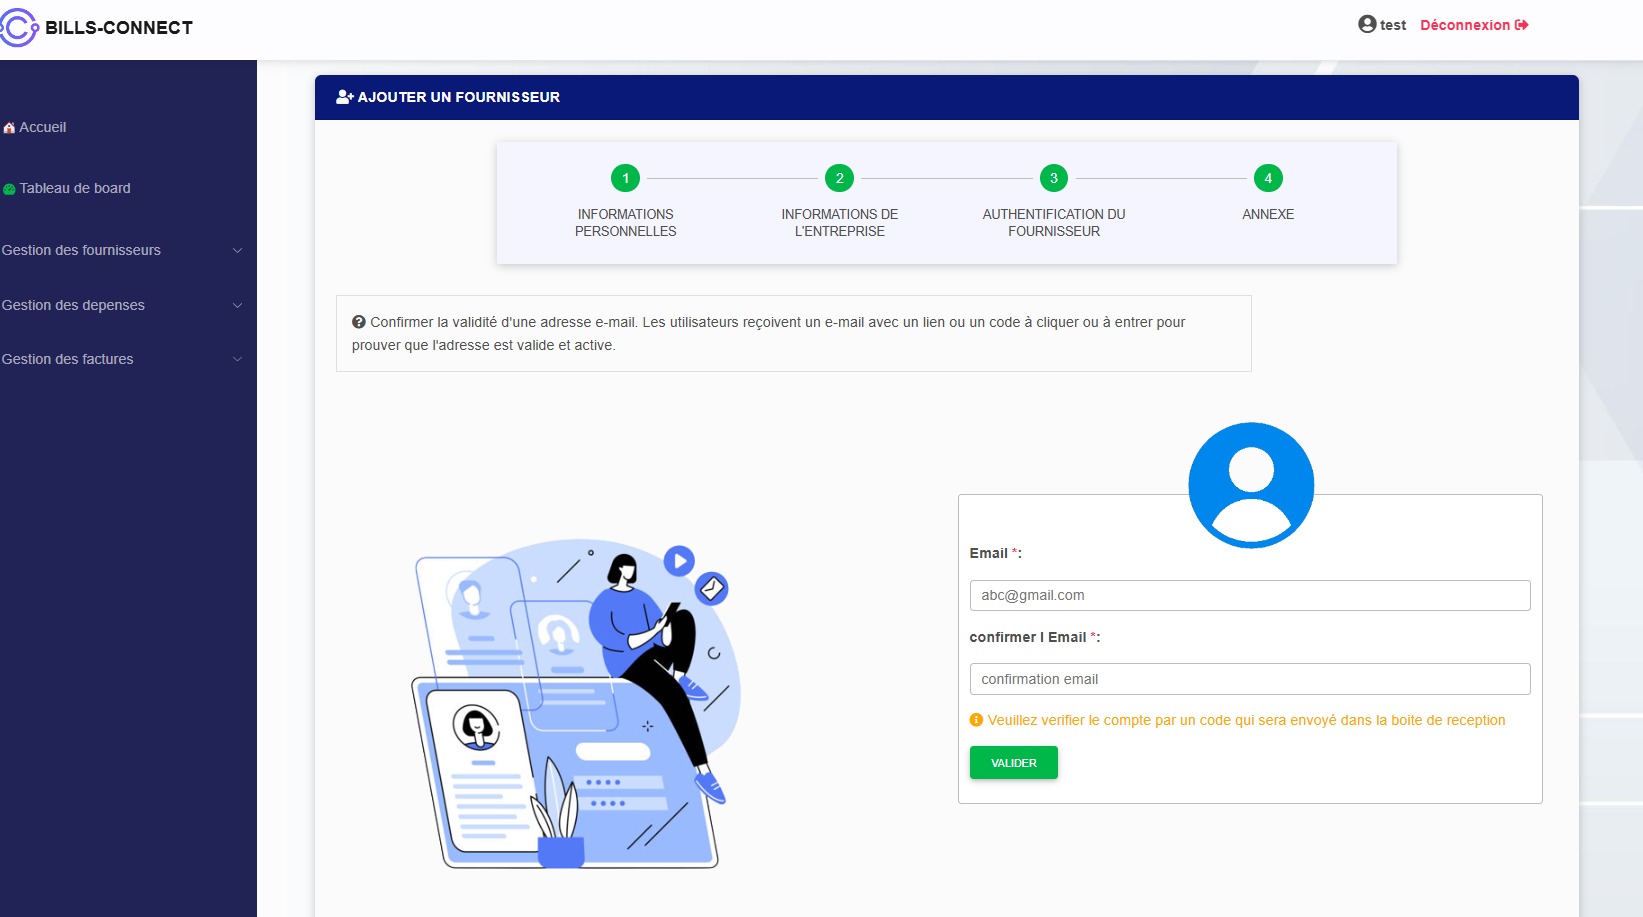 BILLS-CONNECT
test Déconnexion
Accueil
Tableau de board
Gestion des fournisseurs
Gestion des depenses
Gestion des factures
AJOUTER UN FOURNISSEUR
1
2
3
4
INFORMATIONS
PERSONNELLES
INFORMATIONS DE
L'ENTREPRISE
AUTHENTIFICATION DU
FOURNISSEUR
ANNEXE
Confirmer la validité d'une adresse e-mail. Les utilisateurs reçoivent un e-mail avec un lien ou un code à cliquer ou à entrer pour
prouver que l'adresse est valide et active.
Email *:
abc@gmail.com
confirmer l Email *:
confirmation email
Veuillez verifier le compte par un code qui sera envoyé dans la boite de reception
VALIDER